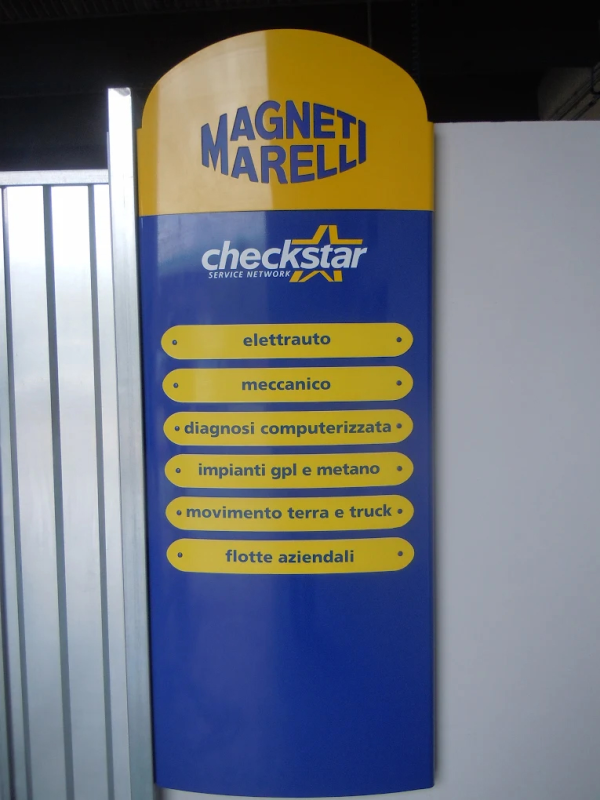 MAGNETI
MARELLI
checkstar
SERVICE NETWORK
elettrauto
meccanico
diagnosi computerizzata
impianti gpl e metano
movimento terra e truck
flotte aziendali